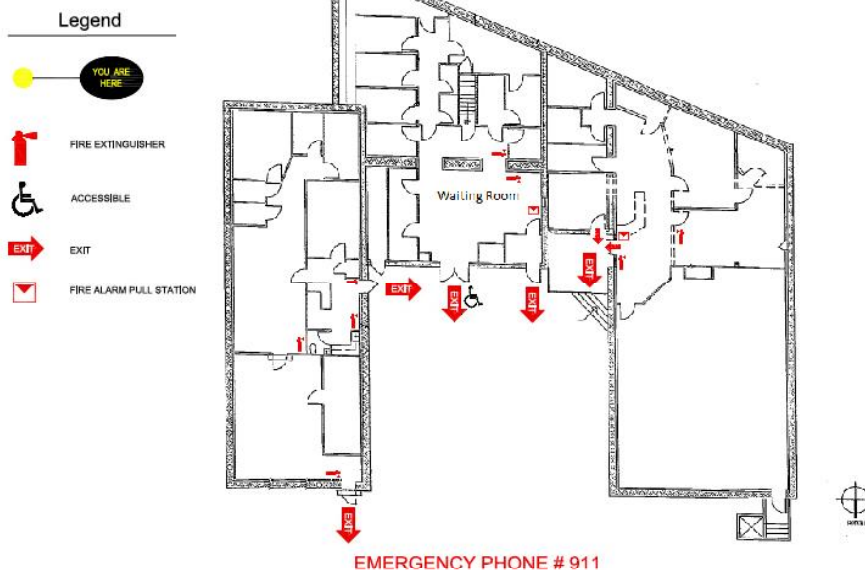 Legend
YOU ARE
HERE
FIRE EXTINGUISHER
ACCESSIBLE
EXIT
EXIT
FIRE ALARM PULL STATION
Waiting Room
EXIT
EXIT
EXIT
EXIT
EXIT
EMERGENCY PHONE # 911